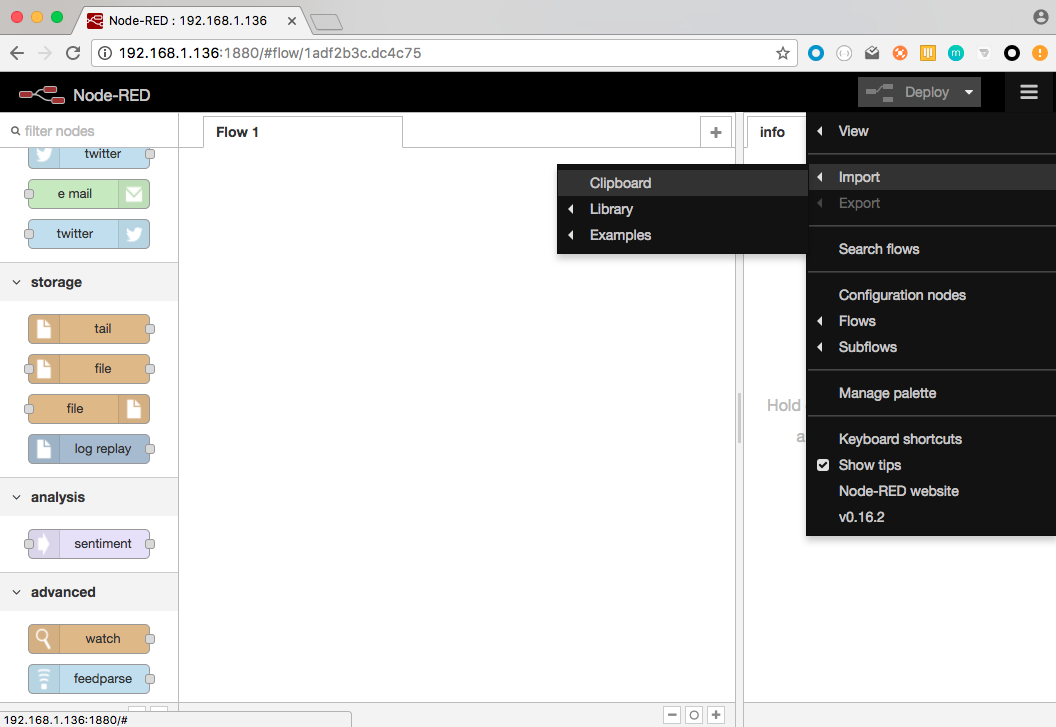 Node-RED : 192.168.1.136
192.168.1.136:1880/#flow/1adf2b3c.dc4c75
Node-RED
Deploy
filter nodes
twitter
e mail
twitter
storage
tail
file
file
log replay
analysis
sentiment
advanced
watch
feedparse
192.168.1.136:1880/#
Flow 1
info
Hold
a
Clipboard
Library
Examples
View
Import
Export
Search flows
Configuration nodes
Flows
Subflows
Manage palette
Keyboard shortcuts
Show tips
Node-RED website
v0.16.2